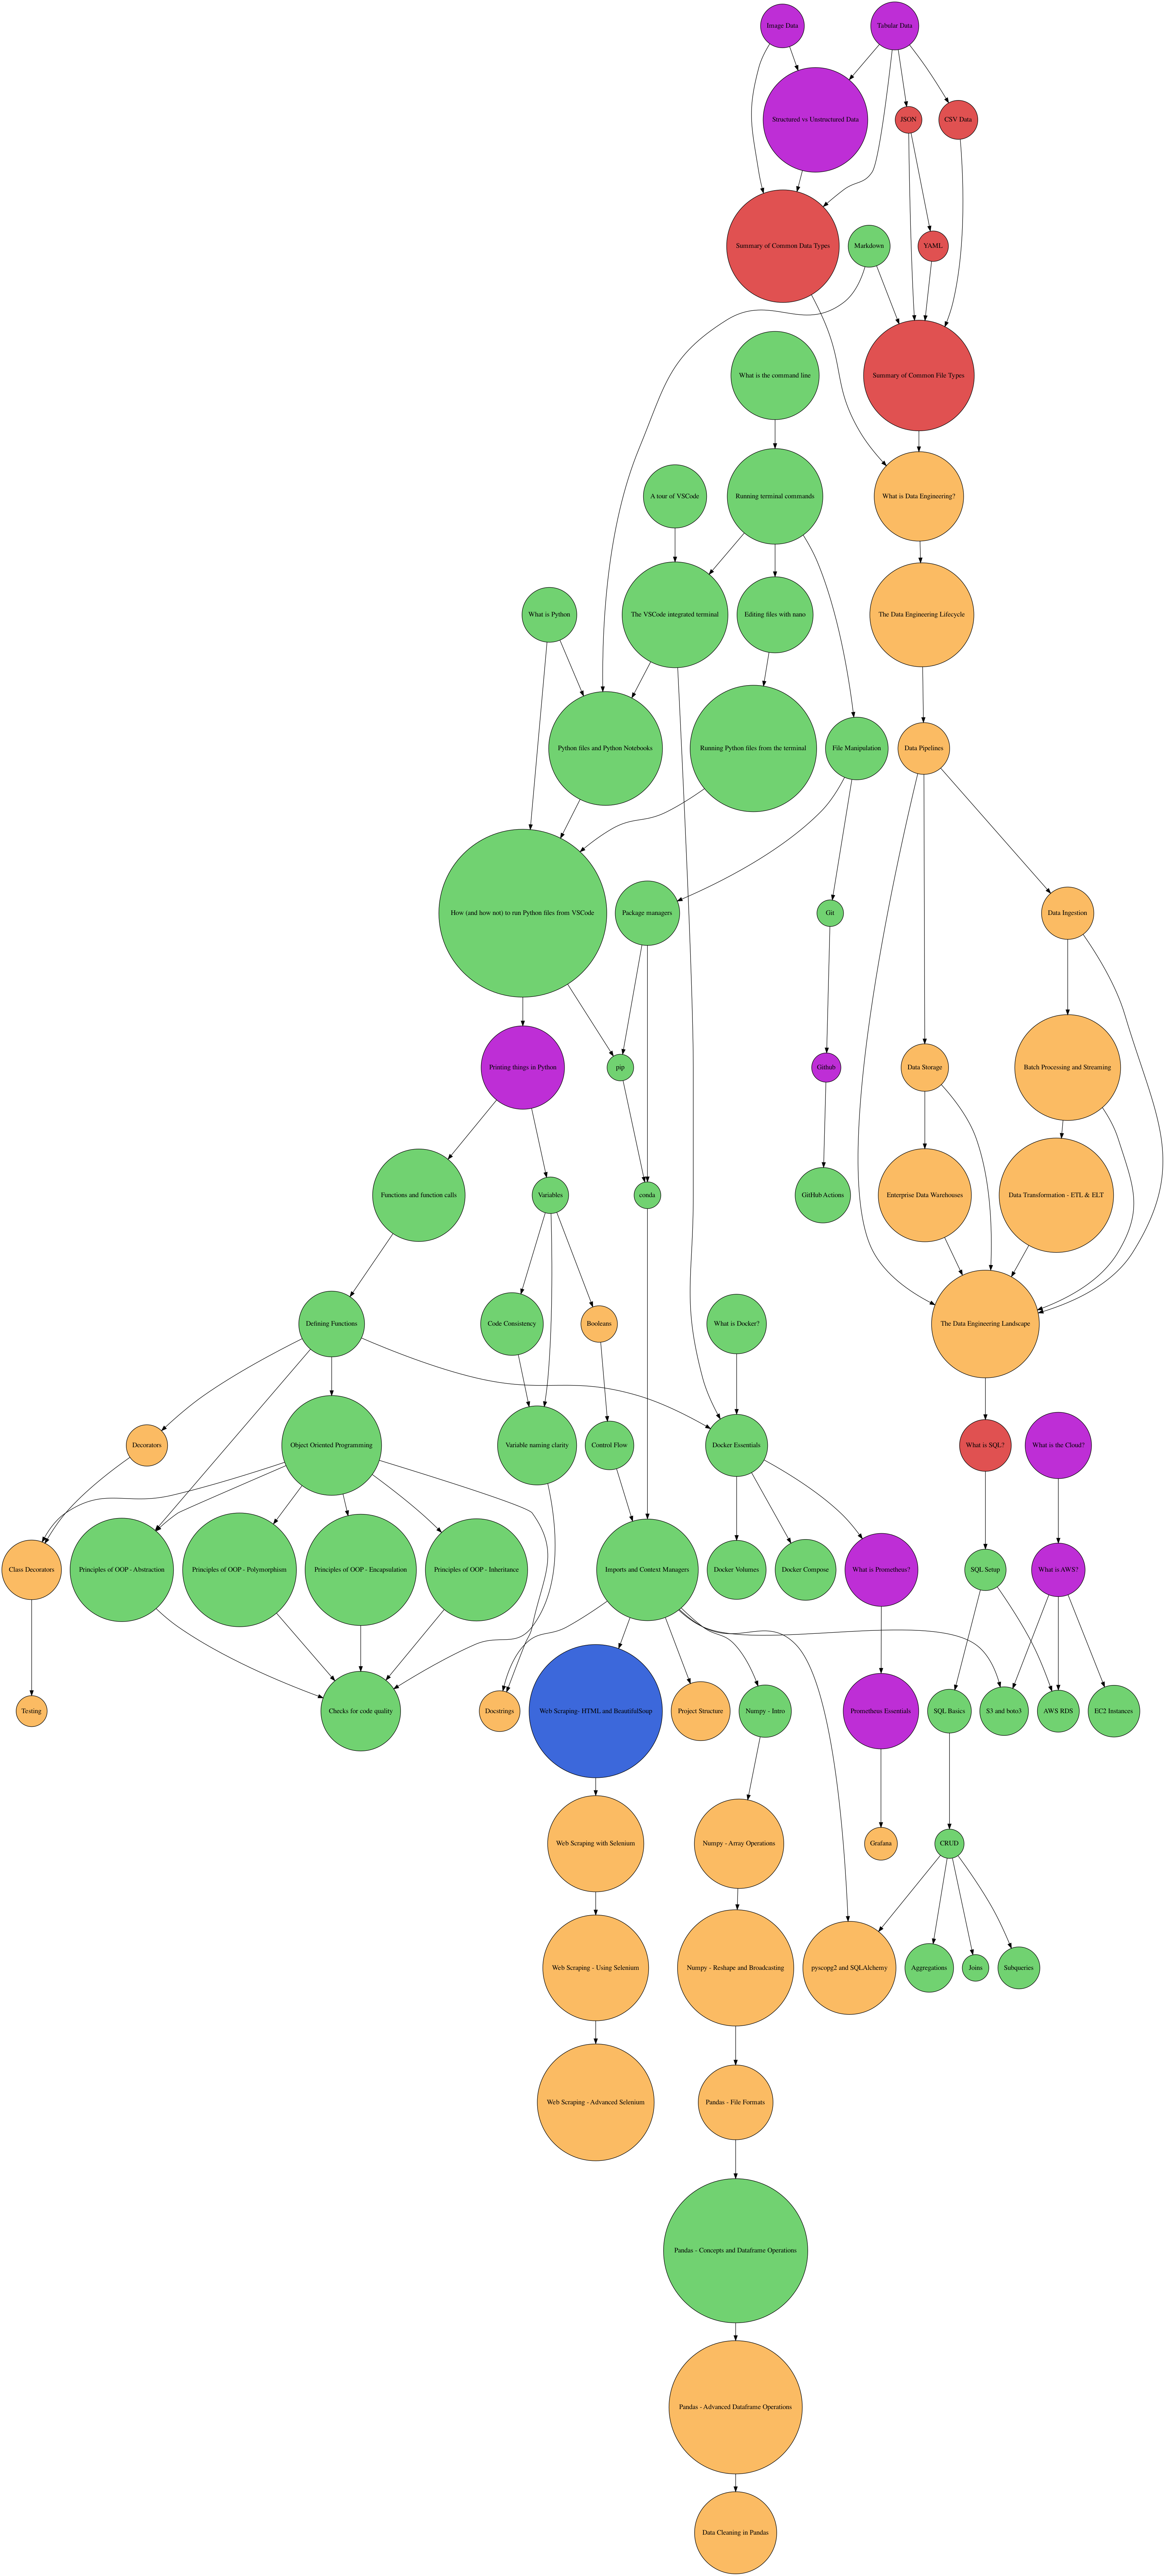 Image Data
Tabular Data
Structured vs Unstructured Data
JSON
CSV Data
Summary of Common Data Types
Markdown
YAML
What is the command line
Summary of Common File Types
A tour of VSCode
Running terminal commands
What is Data Engineering?
What is Python
The VSCode integrated terminal
Editing files with nano
The Data Engineering Lifecycle
Python files and Python Notebooks
Running Python files from the terminal
File Manipulation
Data Pipelines
How (and how not) to run Python files from VSCode
Package managers
Git
Data Ingestion
Printing things in Python
pip
Github
Data Storage
Batch Processing and Streaming
Functions and function calls
Variables
conda
GitHub Actions
Enterprise Data Warehouses
Data Transformation - ETL & ELT
Defining Functions
Code Consistency
Booleans
What is Docker?
The Data Engineering Landscape
Decorators
Object Oriented Programming
Variable naming clarity
Control Flow
Docker Essentials
What is SQL?
What is the Cloud?
Class Decorators
Principles of OOP - Abstraction
Principles of OOP - Polymorphism
Principles of OOP - Encapsulation
Principles of OOP - Inheritance
Imports and Context Managers
Docker Volumes
Docker Compose
What is Prometheus?
SQL Setup
What is AWS?
Testing
Checks for code quality
Docstrings
Web Scraping- HTML and BeautifulSoup
Project Structure
Numpy - Intro
Prometheus Essentials
SQL Basics
S3 and boto3
AWS RDS
EC2 Instances
Web Scraping with Selenium
Numpy - Array Operations
Grafana
CRUD
Web Scraping - Using Selenium
Numpy - Reshape and Broadcasting
pyscopg2 and SQLAlchemy
Aggregations
Joins
Subqueries
Web Scraping - Advanced Selenium
Pandas - File Formats
Pandas - Concepts and Dataframe Operations
Pandas - Advanced Dataframe Operations
Data Cleaning in Pandas